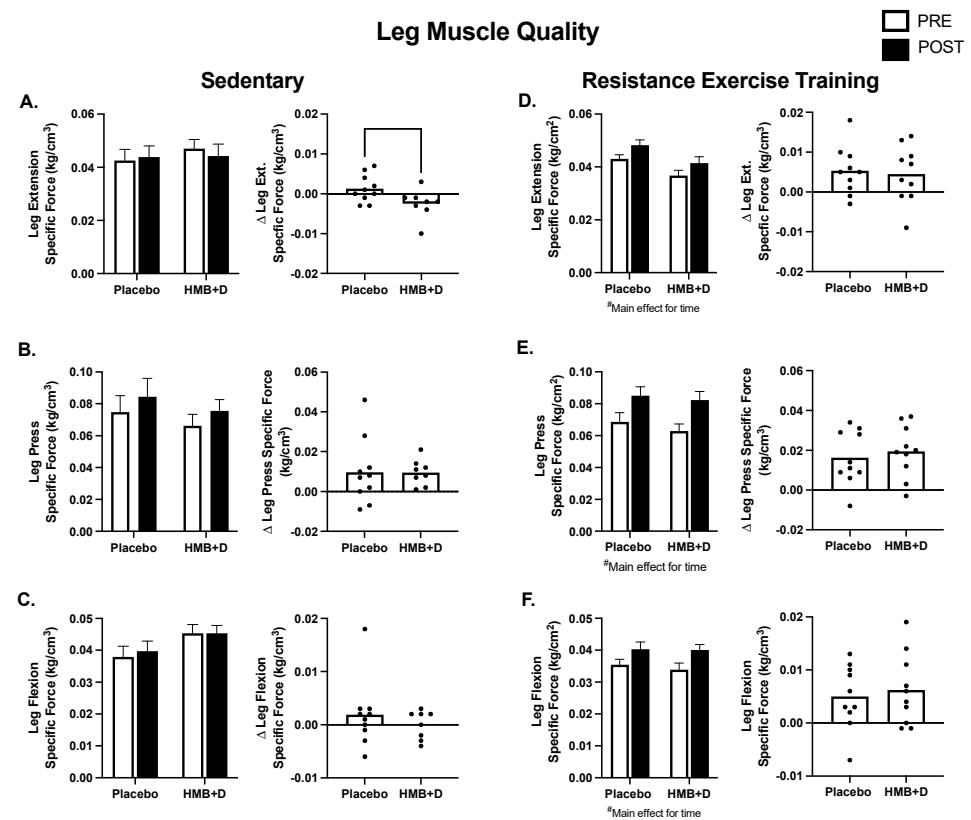 Leg Muscle Quality
PRE
POST
Sedentary
Resistance Exercise Training
A.
Leg Extension
Specific Force (kg/cm³)
0.06
0.04
0.02
0.00
Placebo
HMB+D
Δ Leg Ext.
Specfic Force (kg/cm³)
0.02
0.01
0.00
-0.01
-0.02
Placebo
HMB+D
D.
Leg Extension
Specific Force (kg/cm²)
0.06
0.04
0.02
0.00
Placebo
HMB+D
#Main effect for time
Δ Leg Ext.
Specfic Force (kg/cm³)
0.02
0.01
0.00
-0.01
-0.02
Placebo
HMB+D
B.
Leg Press
Specific Force (kg/cm³)
0.10
0.08
0.06
0.04
0.02
0.00
Placebo
HMB+D
Δ Leg Press Specific Force
(kg/cm³)
0.06
0.04
0.02
0.00
-0.02
Placebo
HMB+D
E.
Leg Press
Specific Force (kg/cm²)
0.10
0.08
0.06
0.04
0.02
0.00
Placebo
HMB+D
#Main effect for time
Δ Leg Press Specific Force
(kg/cm³)
0.06
0.04
0.02
0.00
-0.02
Placebo
HMB+D
C.
Leg Flexion
Specific Force (kg/cm³)
0.05
0.04
0.03
0.02
0.01
0.00
Placebo
HMB+D
Δ Leg Flexion
Specific Force (kg/cm³)
0.02
0.01
0.00
-0.01
Placebo
HMB+D
F.
Leg Flexion
Specific Force (kg/cm²)
0.05
0.04
0.03
0.02
0.01
0.00
Placebo
HMB+D
#Main effect for time
Leg Flexion
Specific Force (kg/cm³)
0.02
0.01
0.00
-0.01
Placebo
HMB+D